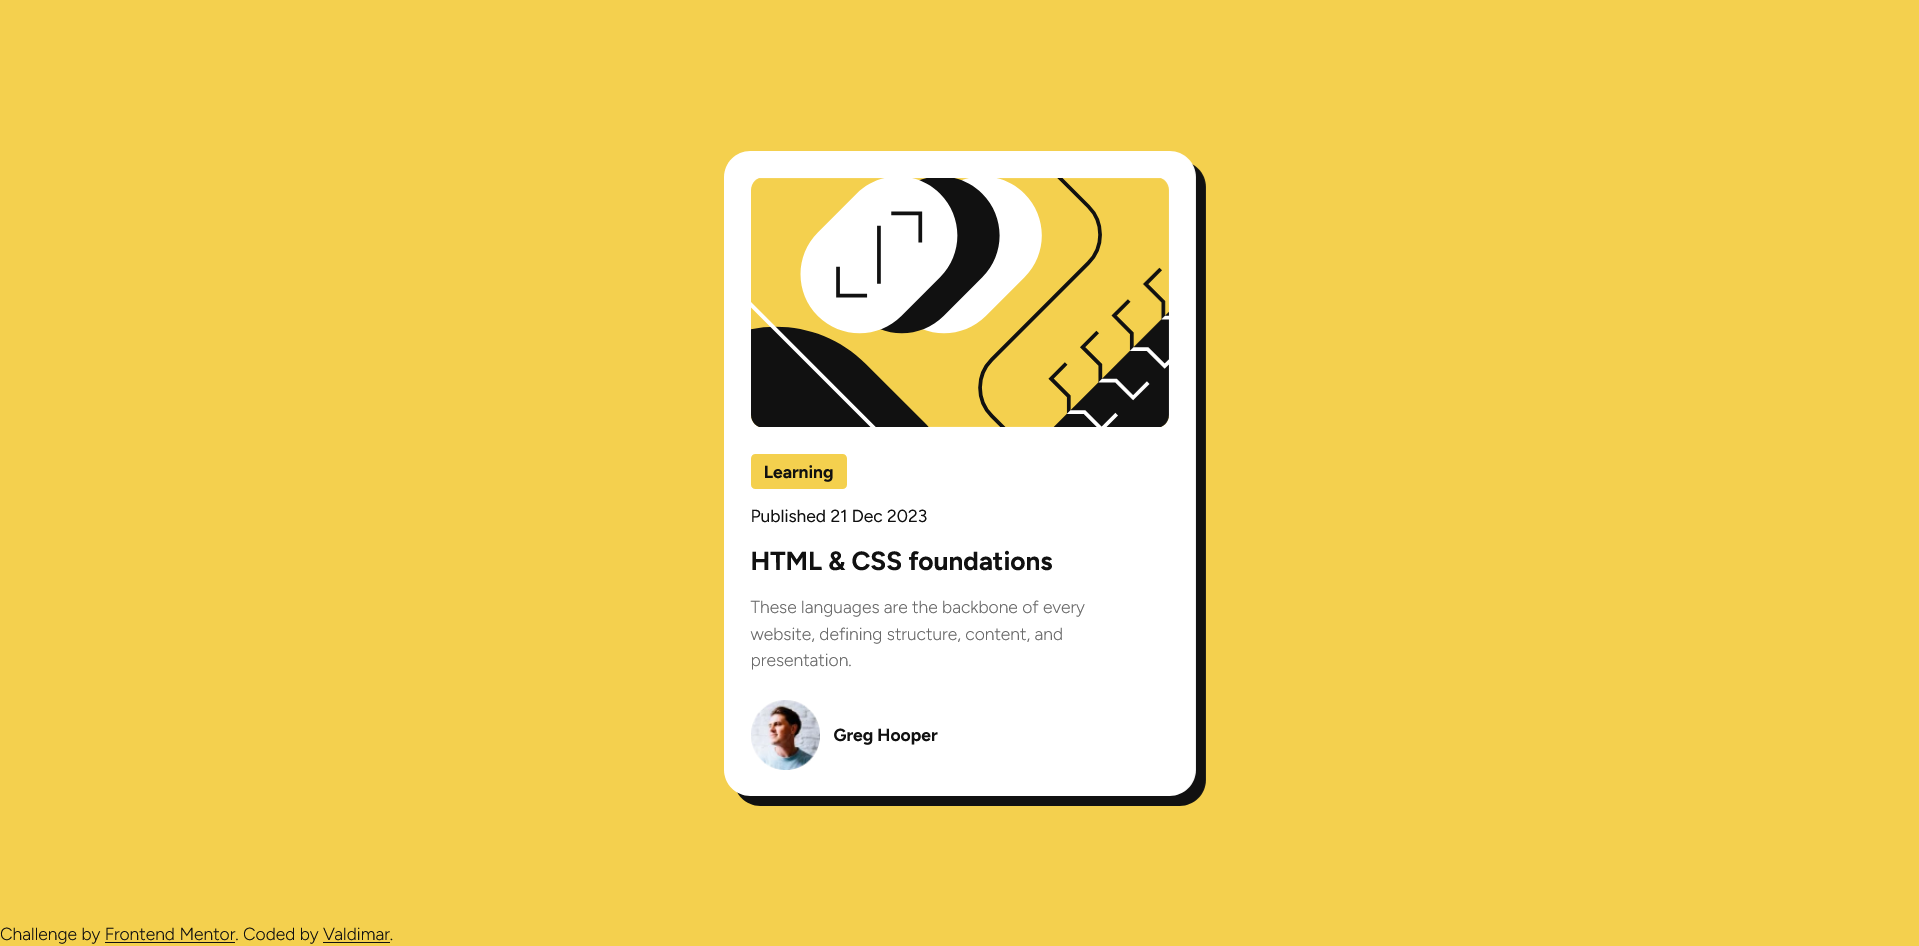 Learning
Published 21 Dec 2023
HTML & CSS foundations
These languages are the backbone of every
website, defining structure, content, and
presentation.
Greg Hooper
Challenge by Frontend Mentor. Coded by Valdimar.